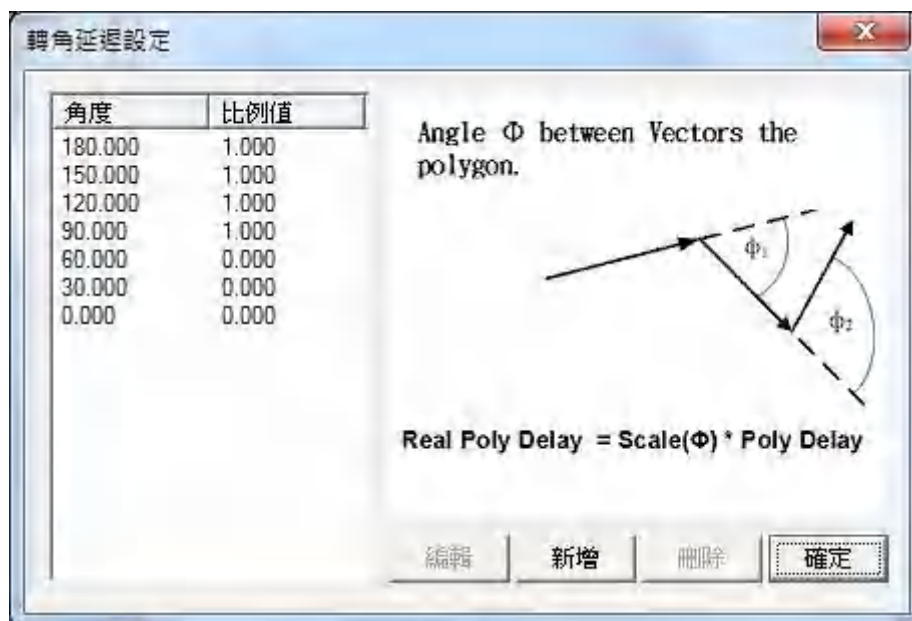 轉角延遲設定
角度 比例值
180.000 1.000
150.000 1.000
120.000 1.000
90.000 1.000
60.000 0.000
30.000 0.000
0.000 0.000
Angle Φ between Vectors the
polygon.
ϕ1
ϕ2
Real Poly Delay = Scale(Φ) * Poly Delay
編輯 新增 刪除 確定